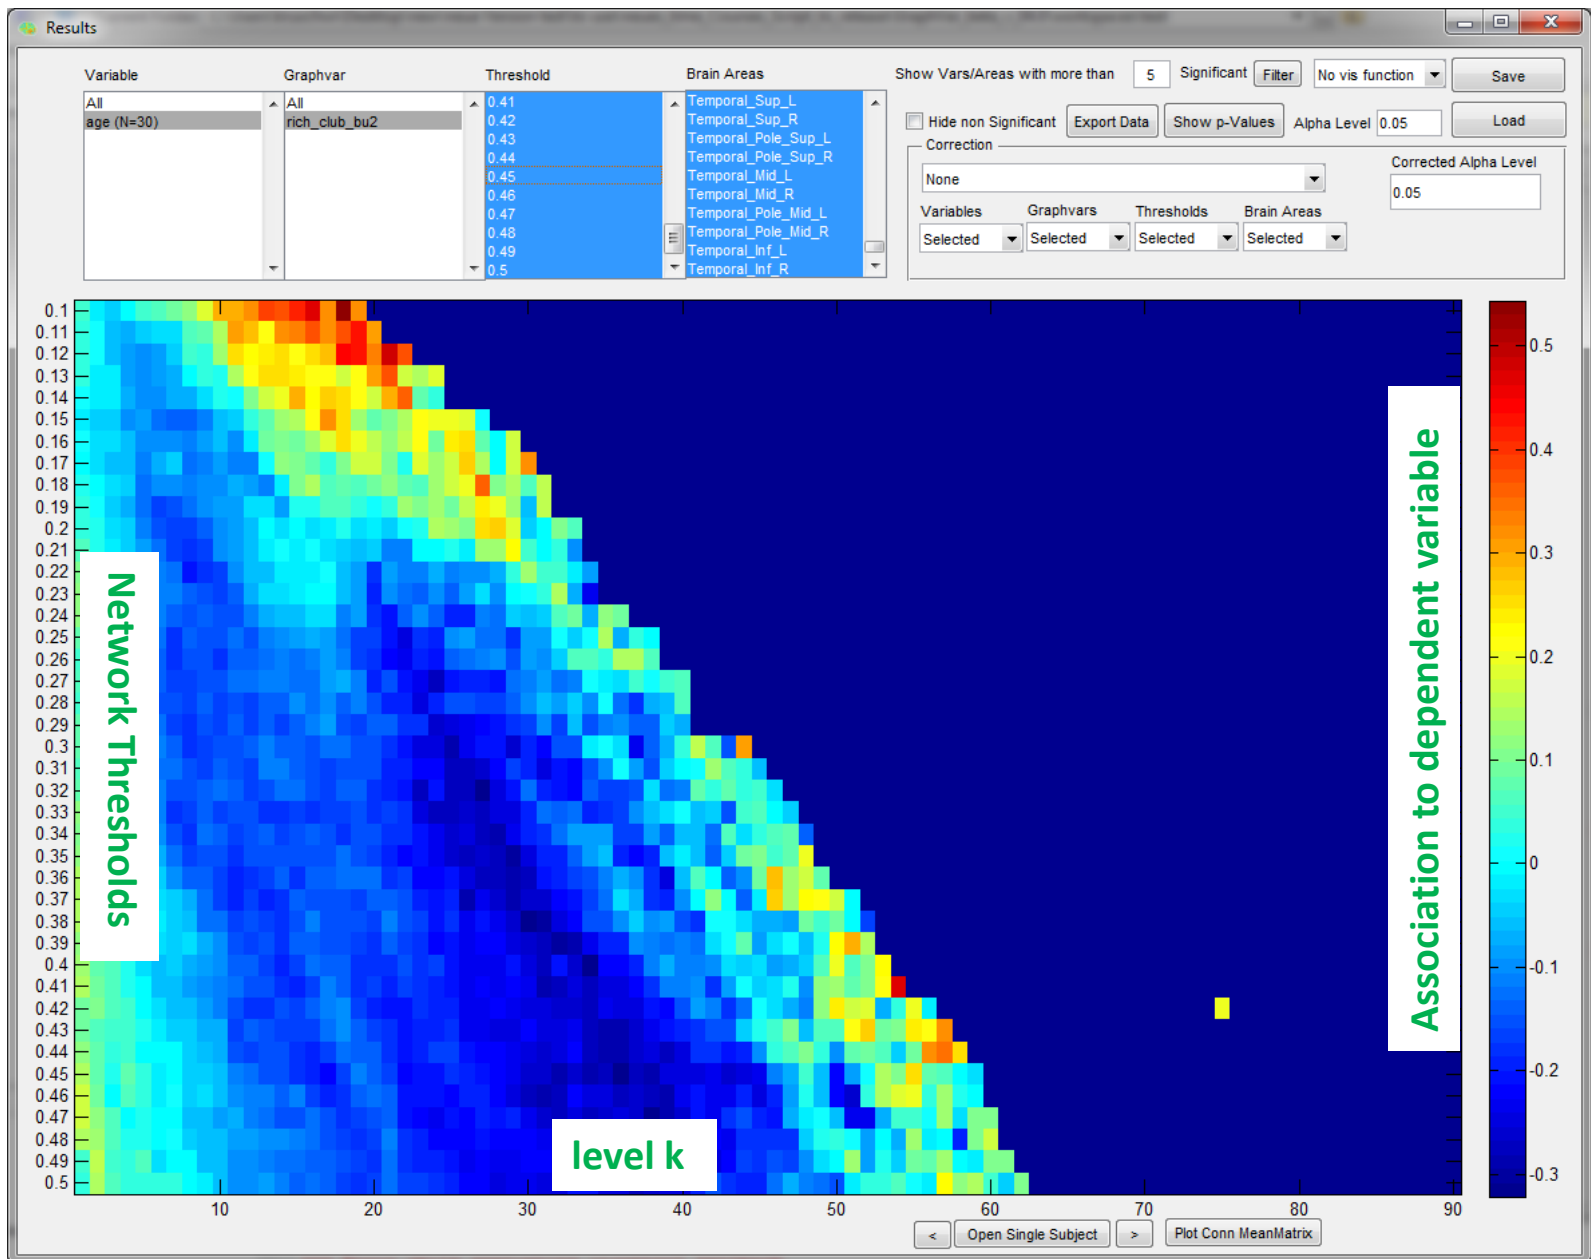 Results
Variable
Graphvar
Threshold
Brain Areas
All
age (N=30)
All
rich_club_bu2
0.41
0.42
0.43
0.44
0.45
0.46
0.47
0.48
0.49
0.5
Temporal_Sup_L
Temporal_Sup_R
Temporal_Pole_Sup_L
Temporal_Pole_Sup_R
Temporal_Mid_L
Temporal_Mid_R
Temporal_Pole_Mid_L
Temporal_Pole_Mid_R
Temporal_Inf_L
Temporal_Inf_R
Show Vars/Areas with more than 5 Significant Filter No vis function Save
Hide non Significant Export Data Show p-Values Alpha Level 0.05 Load
Correction
None
Corrected Alpha Level
0.05
Variables Graphvars Thresholds Brain Areas
Selected Selected Selected Selected
0.1
0.11
0.12
0.13
0.14
0.15
0.16
0.17
0.18
0.19
0.2
0.21
0.22
0.23
0.24
0.25
0.26
0.27
0.28
0.29
0.3
0.31
0.32
0.33
0.34
0.35
0.36
0.37
0.38
0.39
0.4
0.41
0.42
0.43
0.44
0.45
0.46
0.47
0.48
0.49
0.5
Network Thresholds
level k
Association to dependent variable
0.5
0.4
0.3
0.2
0.1
0
-0.1
-0.2
-0.3
10 20 30 40 50 60 70 80 90
< Open Single Subject > Plot Conn MeanMatrix